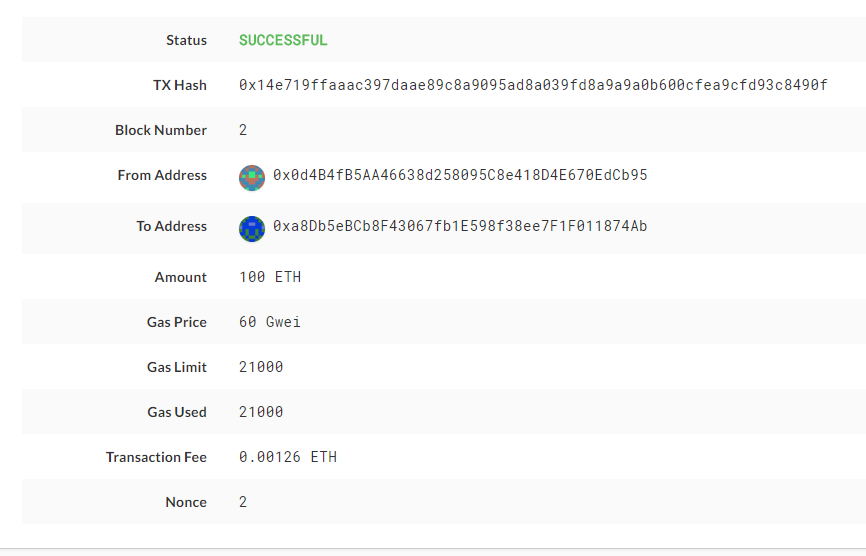 Status SUCCESSFUL
TX Hash 0x14e719ffaaac397daae89c8a9095ad8a039fd8a9a9a0b600cfea9cfd93c8490f
Block Number 2
From Address 0x0d4B4fB5AA46638d258095C8e418D4E670EdCb95
To Address 0xa8Db5eBCb8F43067fb1E598f38ee7F1F011874Ab
Amount 100 ETH
Gas Price 60 Gwei
Gas Limit 21000
Gas Used 21000
Transaction Fee 0.00126 ETH
Nonce 2